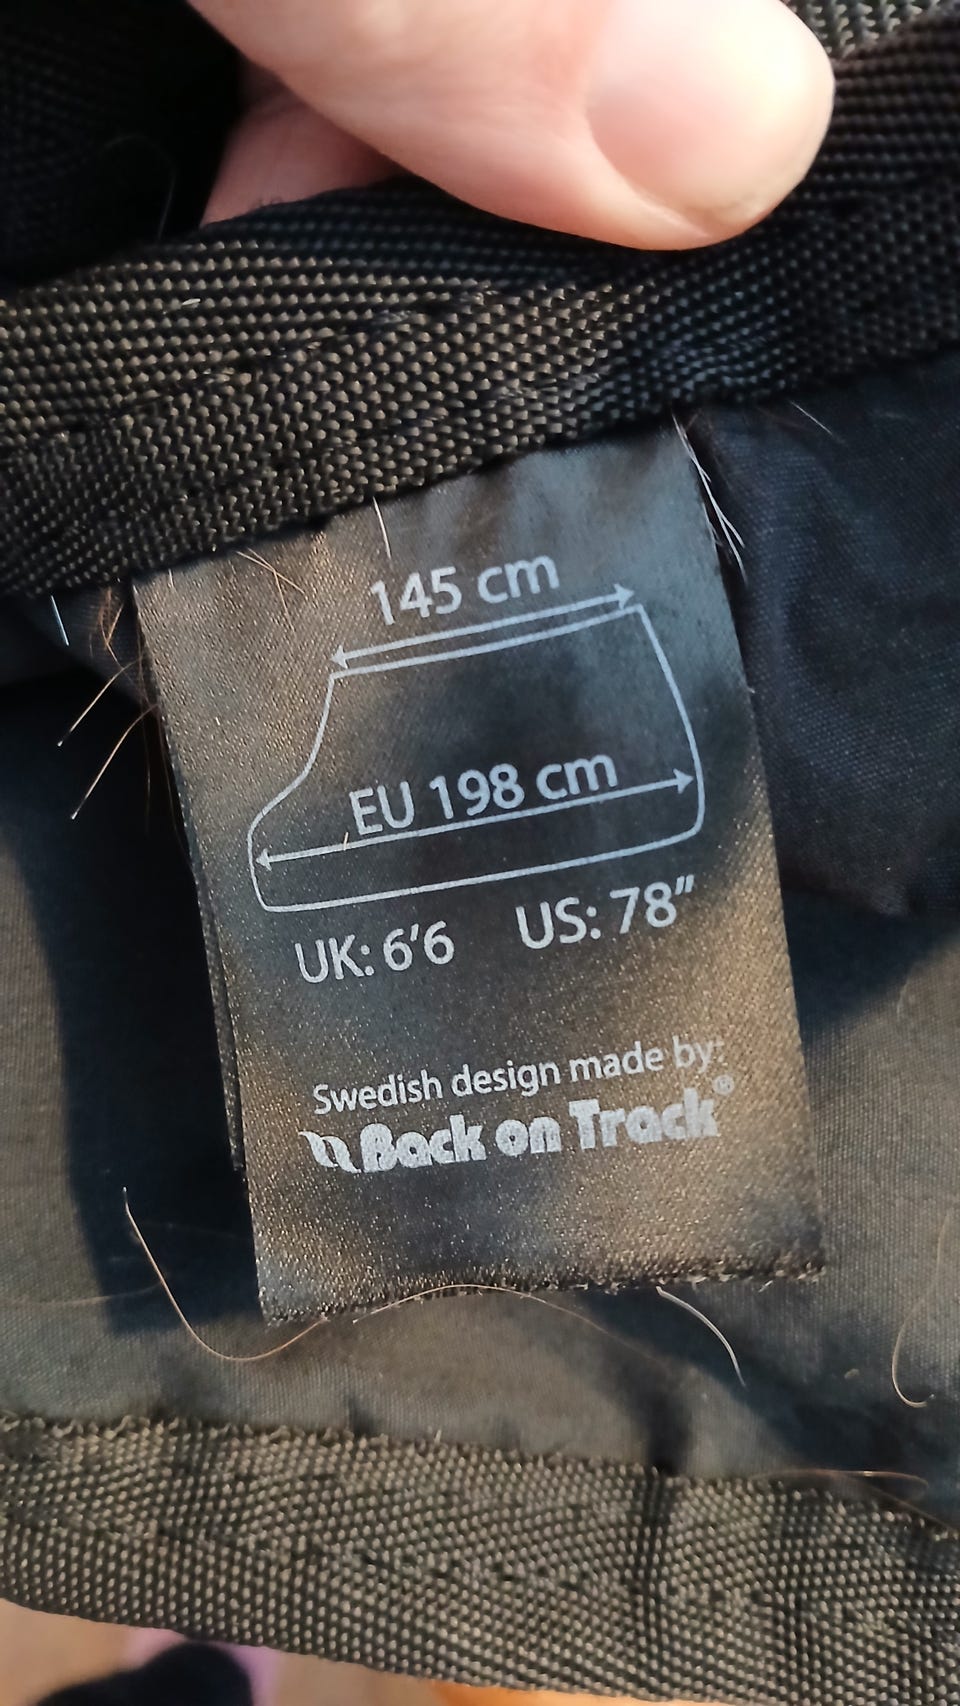 145 cm
EU 198 cm
UK: 6'6 US: 78"
Swedish design made by:
Back on Track®